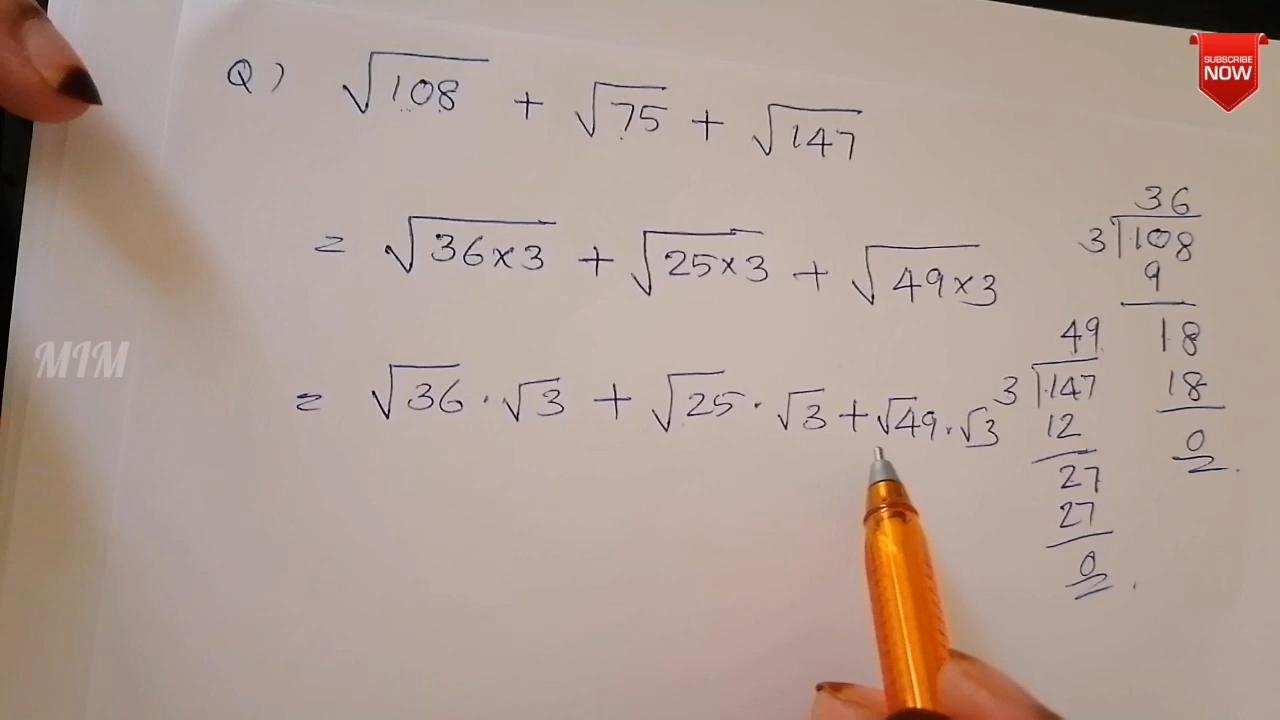 Q) √108 + √75 + √147
= √36×3 + √25×3 + √49×3
= √36 · √3 + √25 · √3 + √49 · √3
36
3 108
9
18
18
0
49
3 147
12
27
27
0
MIM
SUBSCRIBE
NOW